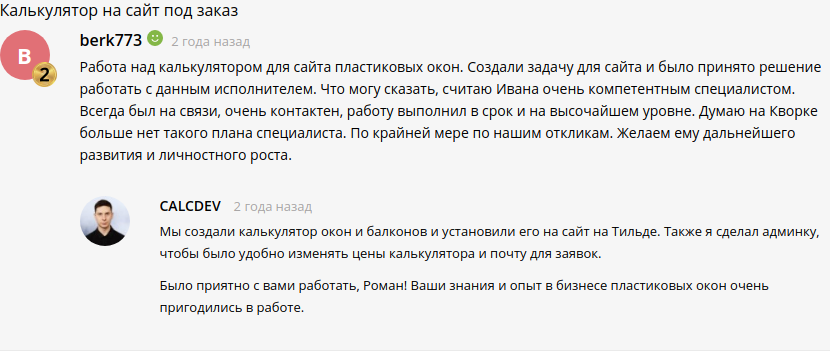 Калькулятор на сайт под заказ
berk773 2 года назад
B
2
Работа над калькулятором для сайта пластиковых окон. Создали задачу для сайта и было принято решение
работать с данным исполнителем. Что могу сказать, считаю Ивана очень компетентным специалистом.
Всегда был на связи, очень контактен, работу выполнил в срок и на высочайшем уровне. Думаю на Кворке
больше нет такого плана специалиста. По крайней мере по нашим откликам. Желаем ему дальнейшего
развития и личностного роста.
CALCDEV 2 года назад
Мы создали калькулятор окон и балконов и установили его на сайт на Тильде. Также я сделал админку,
чтобы было удобно изменять цены калькулятора и почту для заявок.
Было приятно с вами работать, Роман! Ваши знания и опыт в бизнесе пластиковых окон очень
пригодились в работе.